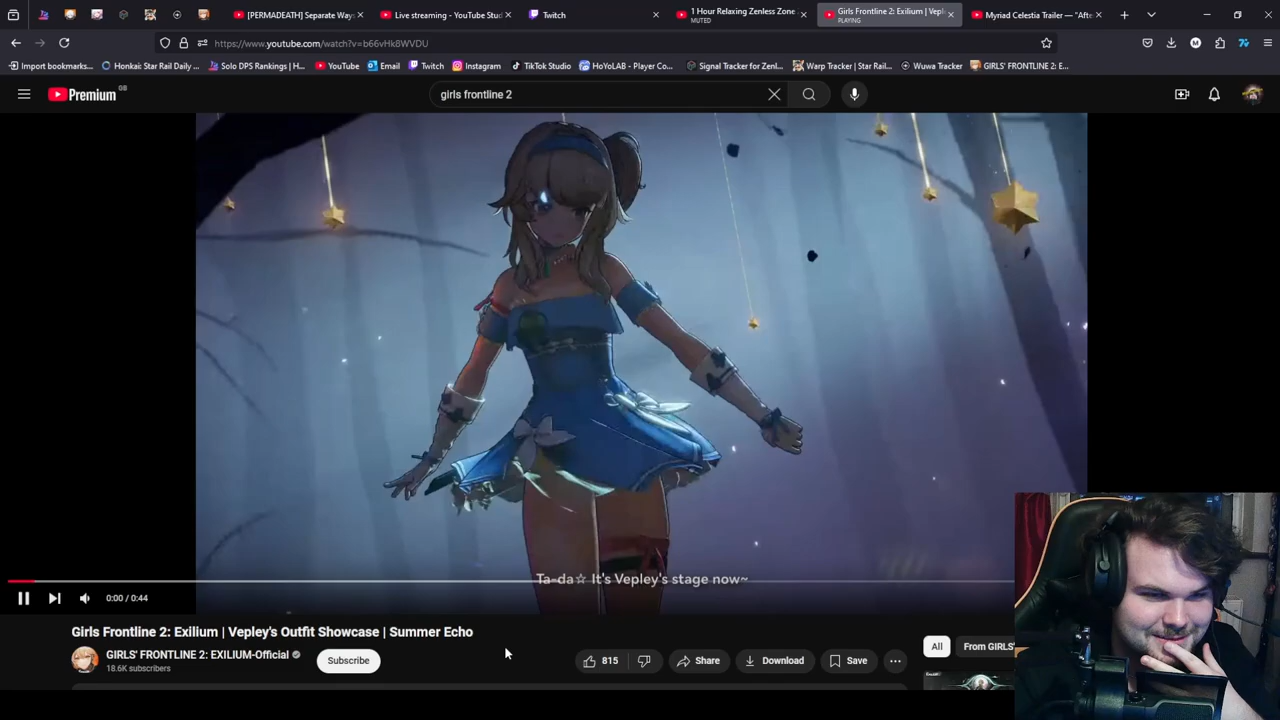 [PERMADEATH] Separate Ways
Live streaming - YouTube Stud
Twitch
1 Hour Relaxing Zenless Zone
MUTED
Girls Frontline 2: Exilium | Vepl
PLAYING
Myriad Celestia Trailer — "Afte
https://www.youtube.com/watch?v=b66vHk8WVDU
Import bookmarks...
Honkai: Star Rail Daily ...
Solo DPS Rankings | H...
YouTube
Email
Twitch
Instagram
TikTok Studio
HoYoLAB - Player Co...
Signal Tracker for Zenl...
Warp Tracker | Star Rail...
Wuwa Tracker
GIRLS' FRONTLINE 2: E...
Premium GB
girls frontline 2
Ta-da☆ It's Vepley's stage now~
0:00 / 0:44
Girls Frontline 2: Exilium | Vepley's Outfit Showcase | Summer Echo
GIRLS' FRONTLINE 2: EXILIUM-Official
18.6K subscribers
Subscribe
815
Share
Download
Save
All
From GIRLS